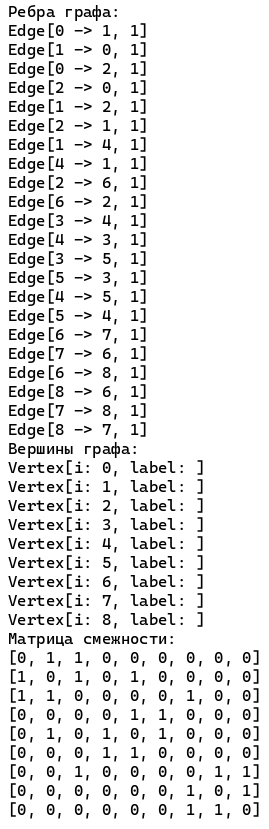 Ребра графа:
Edge[0 -> 1, 1]
Edge[1 -> 0, 1]
Edge[0 -> 2, 1]
Edge[2 -> 0, 1]
Edge[1 -> 2, 1]
Edge[2 -> 1, 1]
Edge[1 -> 4, 1]
Edge[4 -> 1, 1]
Edge[2 -> 6, 1]
Edge[6 -> 2, 1]
Edge[3 -> 4, 1]
Edge[4 -> 3, 1]
Edge[3 -> 5, 1]
Edge[5 -> 3, 1]
Edge[4 -> 5, 1]
Edge[5 -> 4, 1]
Edge[6 -> 7, 1]
Edge[7 -> 6, 1]
Edge[6 -> 8, 1]
Edge[8 -> 6, 1]
Edge[7 -> 8, 1]
Edge[8 -> 7, 1]
Вершины графа:
Vertex[i: 0, label: ]
Vertex[i: 1, label: ]
Vertex[i: 2, label: ]
Vertex[i: 3, label: ]
Vertex[i: 4, label: ]
Vertex[i: 5, label: ]
Vertex[i: 6, label: ]
Vertex[i: 7, label: ]
Vertex[i: 8, label: ]
Матрица смежности:
[0, 1, 1, 0, 0, 0, 0, 0, 0]
[1, 0, 1, 0, 1, 0, 0, 0, 0]
[1, 1, 0, 0, 0, 0, 1, 0, 0]
[0, 0, 0, 0, 1, 1, 0, 0, 0]
[0, 1, 0, 1, 0, 1, 0, 0, 0]
[0, 0, 0, 1, 1, 0, 0, 0, 0]
[0, 0, 1, 0, 0, 0, 0, 1, 1]
[0, 0, 0, 0, 0, 0, 1, 0, 1]
[0, 0, 0, 0, 0, 0, 1, 1, 0]